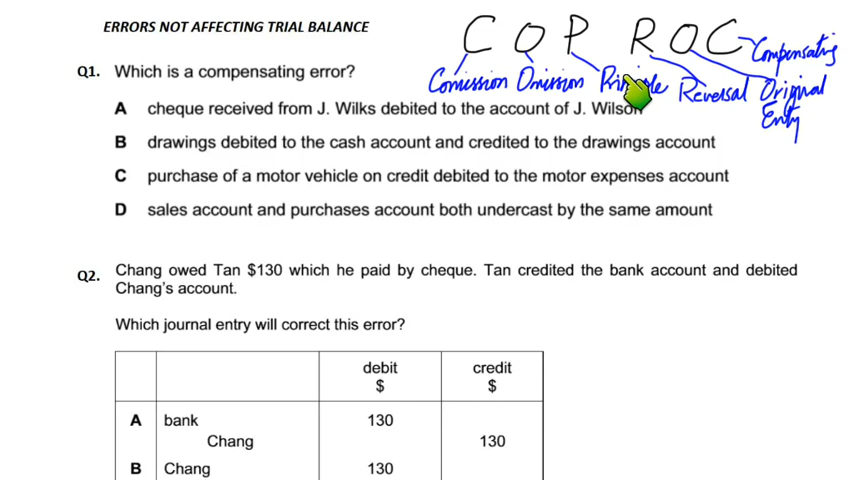 ERRORS NOT AFFECTING TRIAL BALANCE
C O P R O C
Compensating
Comission Omission Reversal Original
Entry
Q1. Which is a compensating error?
A cheque received from J. Wilks debited to the account of J. Wilson
B drawings debited to the cash account and credited to the drawings account
C purchase of a motor vehicle on credit debited to the motor expenses account
D sales account and purchases account both undercast by the same amount
Q2. Chang owed Tan $130 which he paid by cheque. Tan credited the bank account and debited
Chang's account.
Which journal entry will correct this error?
debit credit
$ $
A bank 130
Chang 130
B Chang 130